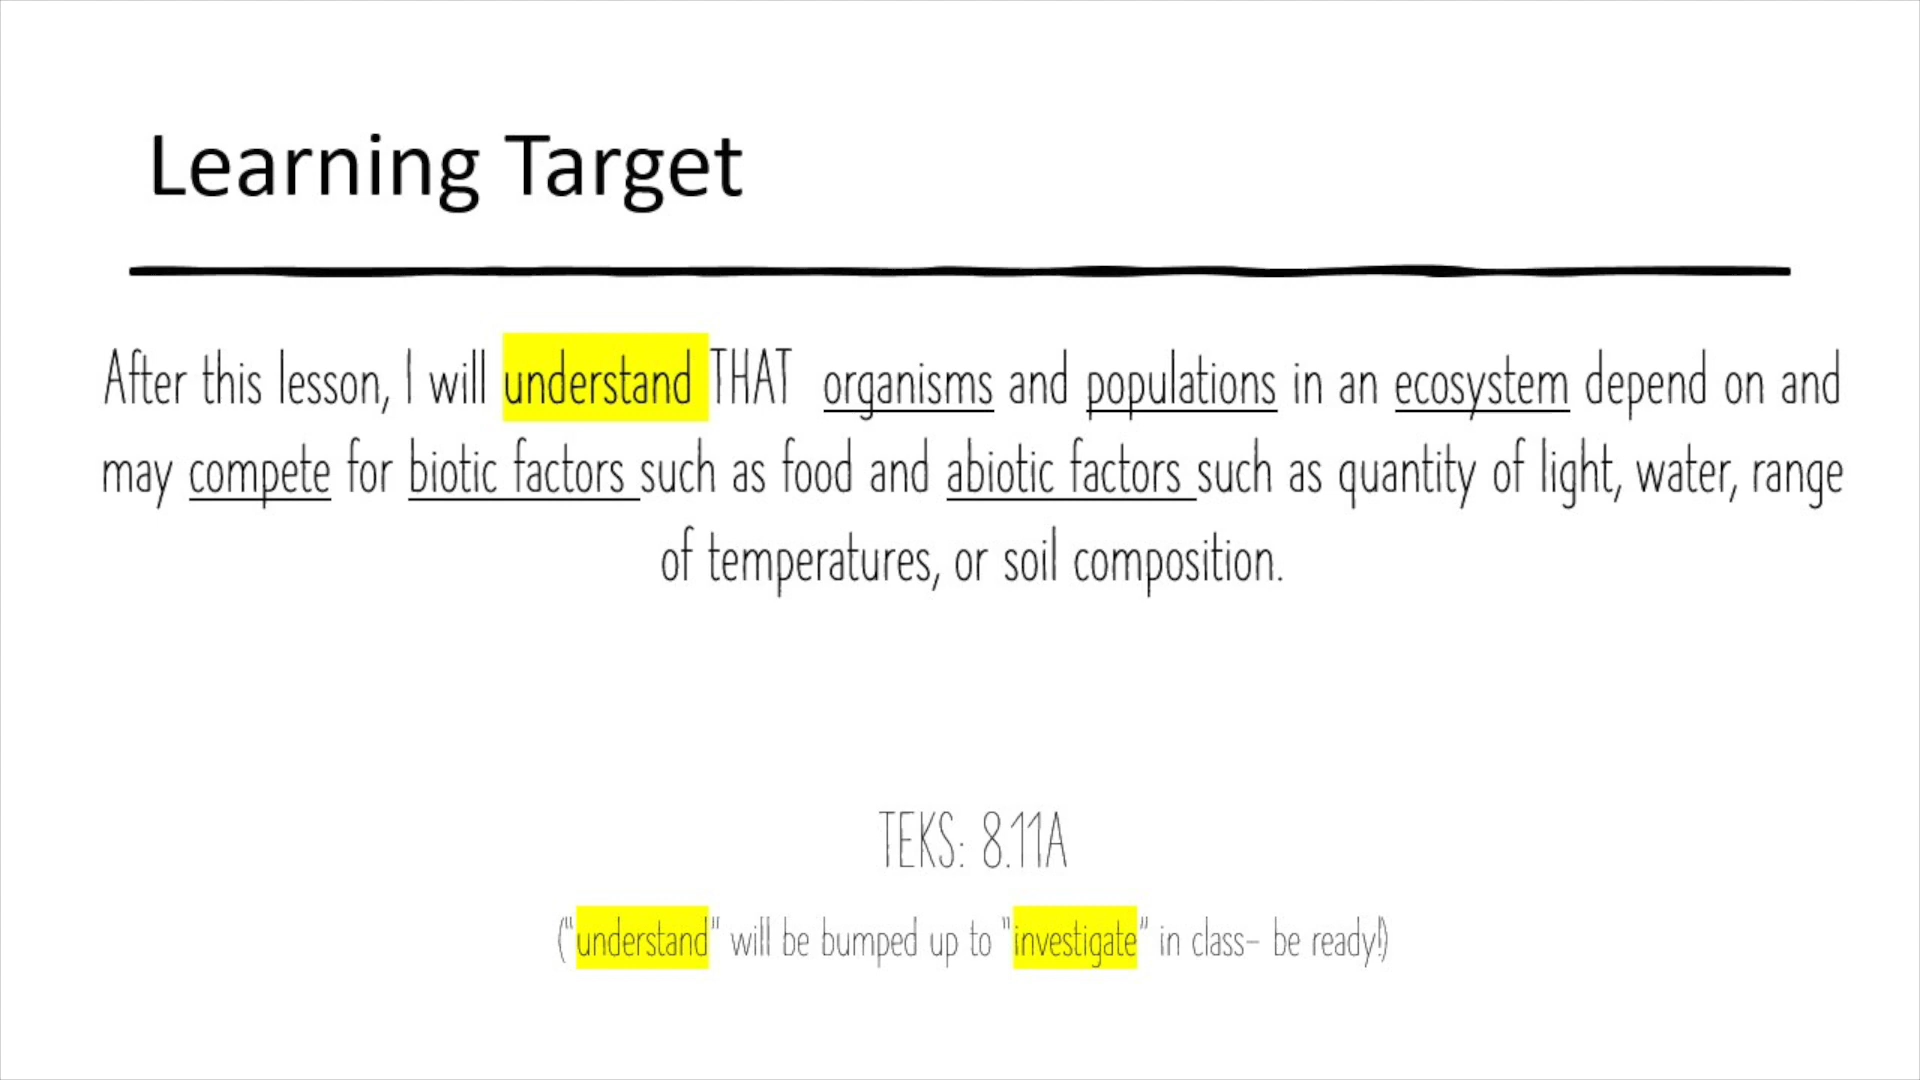 Learning Target
After this lesson, I will understand THAT organisms and populations in an ecosystem depend on and
may compete for biotic factors such as food and abiotic factors such as quantity of light, water, range
of temperatures, or soil composition.
TEKS: 8.11A
("understand" will be bumped up to "investigate" in class- be ready!)